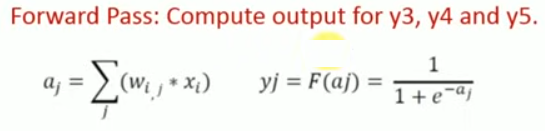 Forward Pass: Compute output for y3, y4 and y5.
aj = ∑j (wi,j * xi)    yj = F(aj) = 1 / (1 + e^−aj)